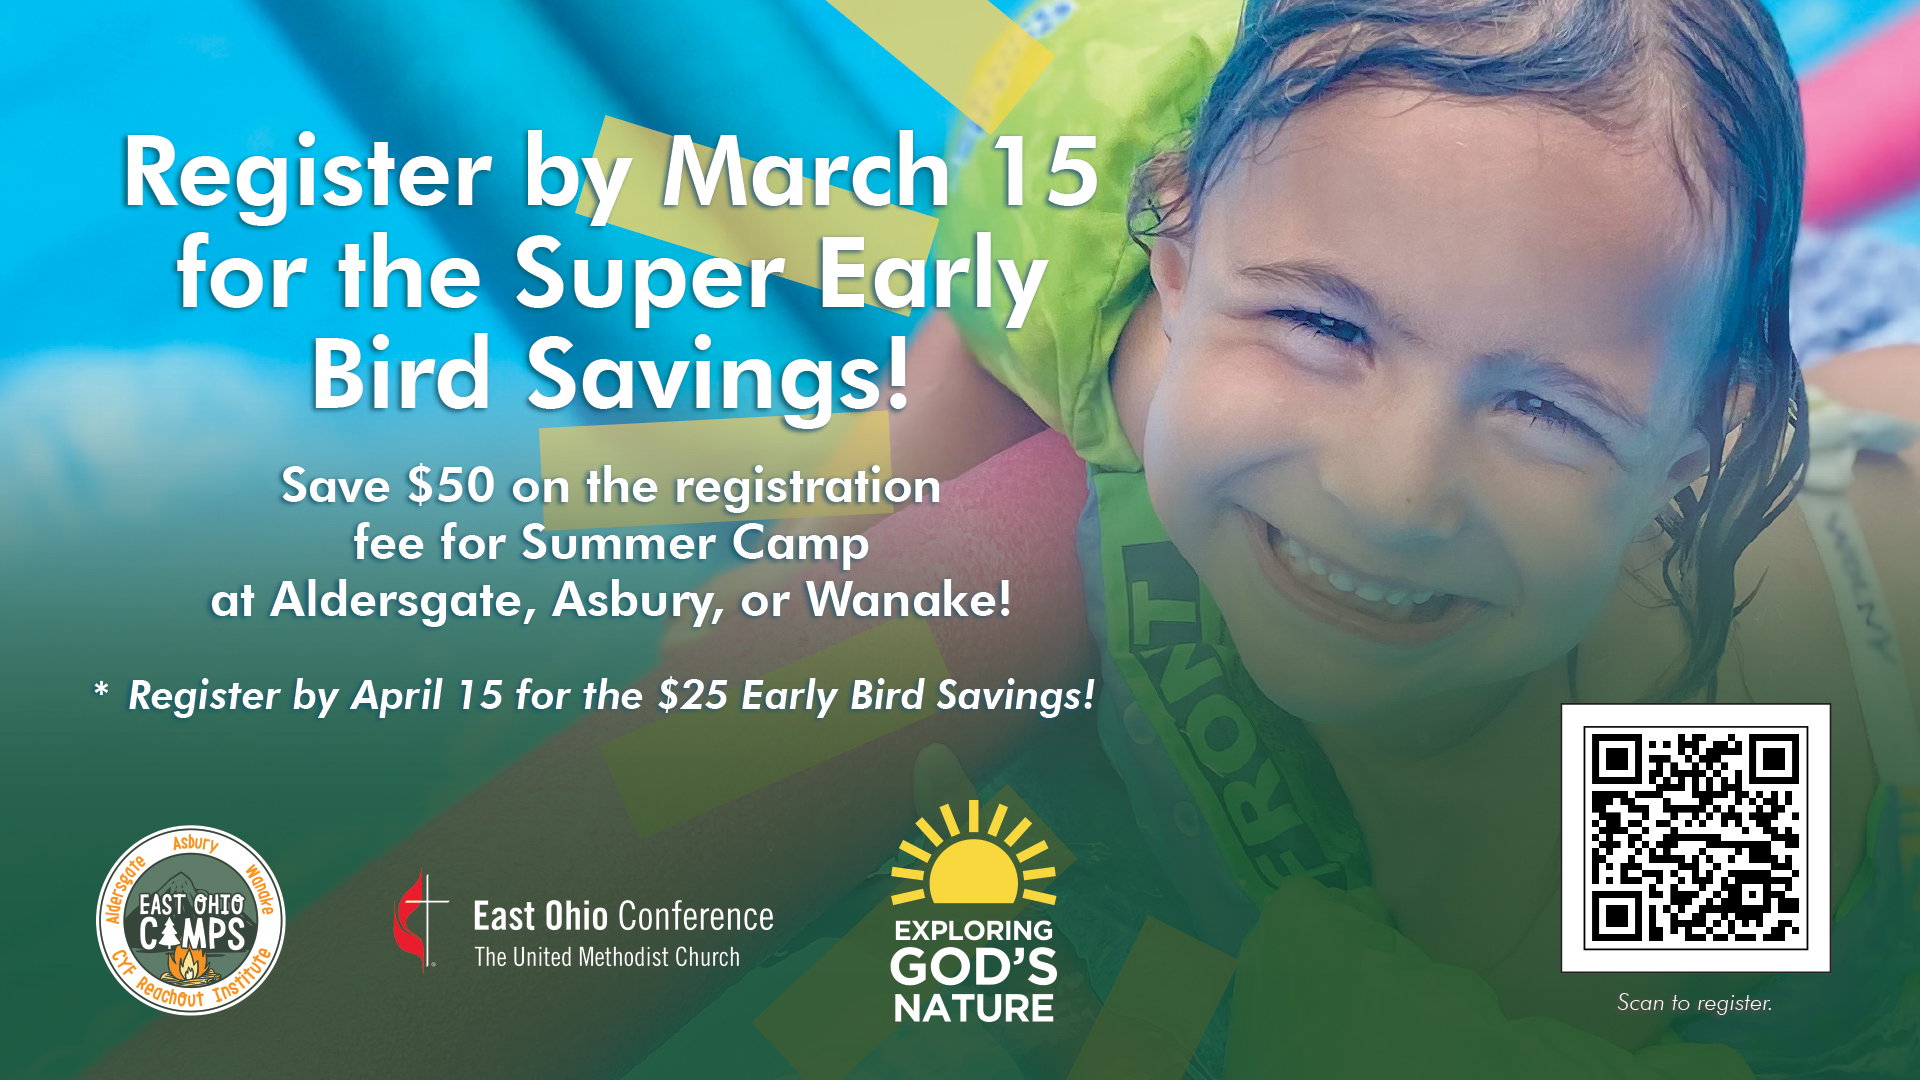 Register by March 15
for the Super Early
Bird Savings!
Save $50 on the registration
fee for Summer Camp
at Aldersgate, Asbury, or Wanake!
* Register by April 15 for the $25 Early Bird Savings!
FRONT
WOLNY
Aldersgate Asbury Wanake
EAST OHIO
CAMPS
CYF ReachOut Institute
East Ohio Conference
The United Methodist Church
®
EXPLORING
GOD'S
NATURE
Scan to register.